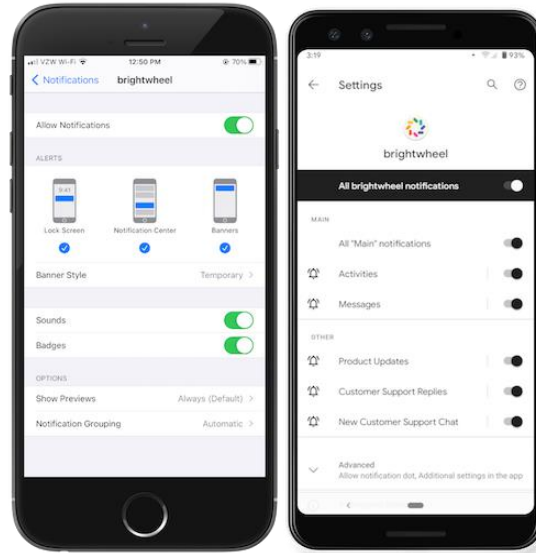 VZW Wi-Fi
12:50 PM
70%
Notifications
brightwheel
Allow Notifications
ALERTS
9:41
Lock Screen
Notification Center
Banners
Banner Style
Temporary
Sounds
Badges
OPTIONS
Show Previews
Always (Default)
Notification Grouping
Automatic
3:19
93%
Settings
brightwheel
All brightwheel notifications
MAIN
All "Main" notifications
Activities
Messages
OTHER
Product Updates
Customer Support Replies
New Customer Support Chat
Advanced
Allow notification dot, Additional settings in the app